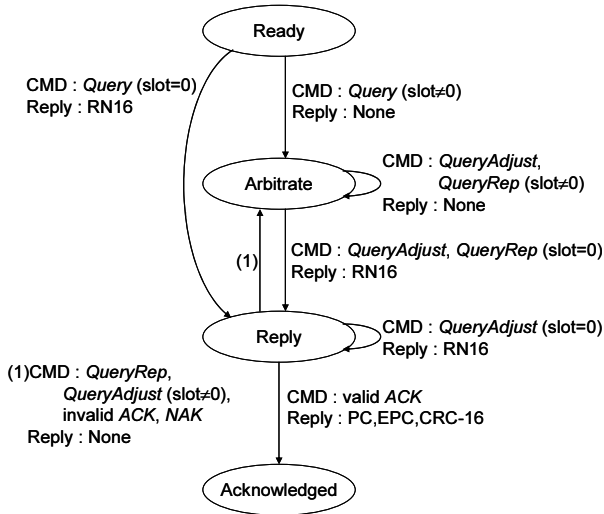 Ready
CMD : Query (slot=0)
Reply : RN16
CMD : Query (slot≠0)
Reply : None
Arbitrate
CMD : QueryAdjust,
QueryRep (slot≠0)
Reply : None
(1)
CMD : QueryAdjust, QueryRep (slot=0)
Reply : RN16
Reply
CMD : QueryAdjust (slot=0)
Reply : RN16
(1)CMD : QueryRep,
QueryAdjust (slot≠0),
invalid ACK, NAK
Reply : None
CMD : valid ACK
Reply : PC,EPC,CRC-16
Acknowledged